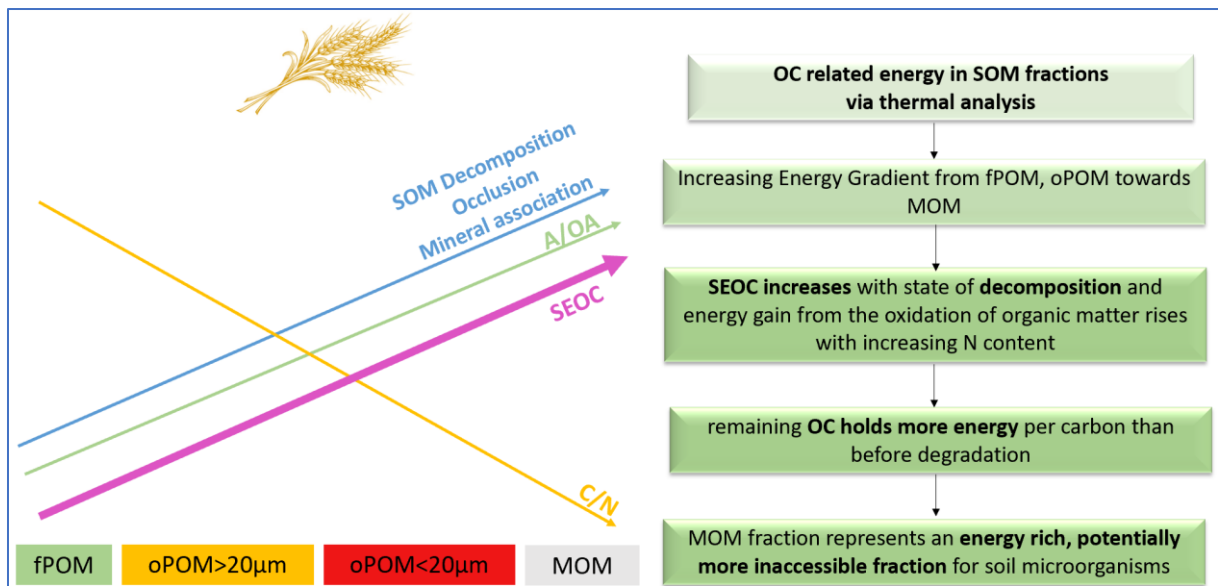 SOM Decomposition
Occlusion
Mineral association
A/OA
SEOC
C/N
fPOM
oPOM>20µm
oPOM<20µm
MOM
OC related energy in SOM fractions
via thermal analysis
Increasing Energy Gradient from fPOM, oPOM towards
MOM
SEOC increases with state of decomposition and
energy gain from the oxidation of organic matter rises
with increasing N content
remaining OC holds more energy per carbon than
before degradation
MOM fraction represents an energy rich, potentially
more inaccessible fraction for soil microorganisms